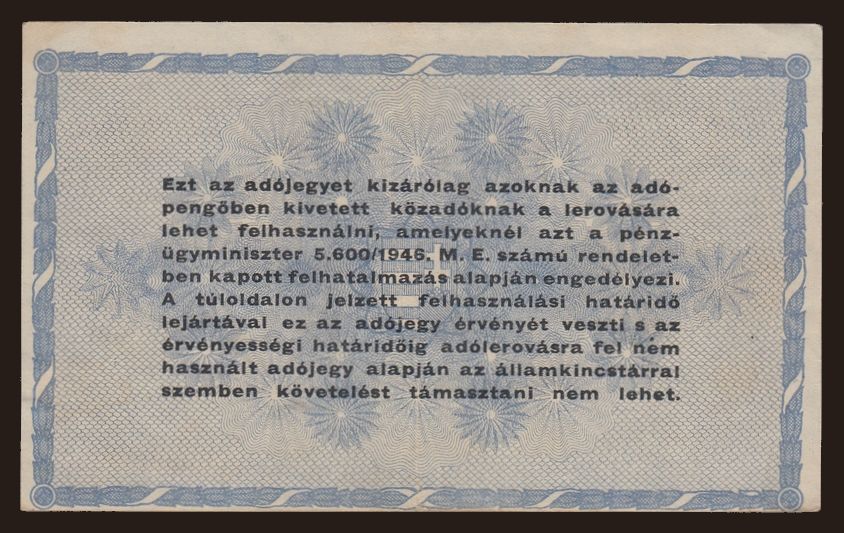 Ezt az adójegyet kizárólag azoknak az adó-
pengőben kivetett közadóknak a lerovására
lehet felhasználni, amelyeknél azt a pénz-
ügyminiszter 5.600/1946. M. E. számú rendelet-
ben kapott felhatalmazás alapján engedélyezi.
A túloldalon jelzett felhasználási határidő
lejártával ez az adójegy érvényét veszti s az
érvényességi határidőig adólerovásra fel nem
használt adójegy alapján az államkincstárral
szemben követelést támasztani nem lehet.